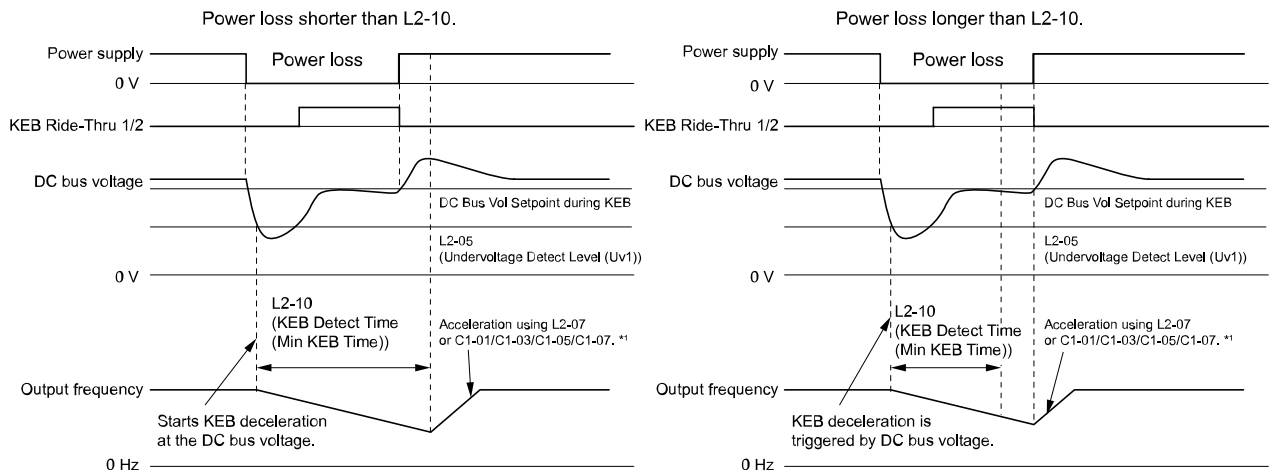 Power loss shorter than L2-10.
Power supply
Power loss
0 V
KEB Ride-Thru 1/2
DC bus voltage
DC Bus Vol Setpoint during KEB
L2-05
(Undervoltage Detect Level (Uv1))
0 V
L2-10
(KEB Detect Time
(Min KEB Time))
Acceleration using L2-07
or C1-01/C1-03/C1-05/C1-07. *1
Output frequency
Starts KEB deceleration
at the DC bus voltage.
0 Hz
Power loss longer than L2-10.
Power supply
Power loss
0 V
KEB Ride-Thru 1/2
DC bus voltage
DC Bus Vol Setpoint during KEB
L2-05
(Undervoltage Detect Level (Uv1))
0 V
L2-10
(KEB Detect Time
(Min KEB Time))
Acceleration using L2-07
or C1-01/C1-03/C1-05/C1-07. *1
Output frequency
KEB deceleration is
triggered by DC bus voltage.
0 Hz